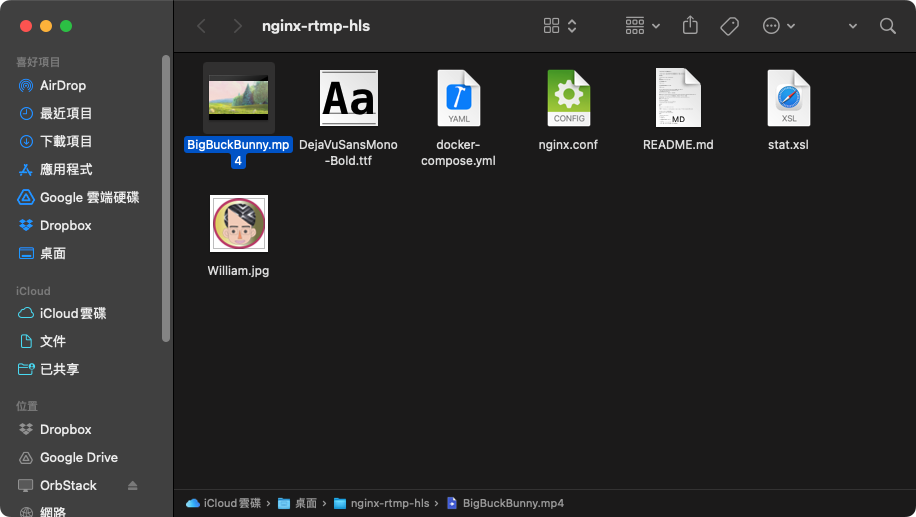 nginx-rtmp-hls
喜好項目
AirDrop
最近項目
下載項目
應用程式
Google 雲端硬碟
Dropbox
桌面
iCloud
iCloud雲碟
文件
已共享
位置
Dropbox
Google Drive
OrbStack
網路
BigBuckBunny.mp
4
Aa
DejaVuSansMono
-Bold.ttf
YAML
docker-
compose.yml
CONFIG
nginx.conf
MD
README.md
XSL
stat.xsl
William.jpg
iCloud雲碟 › 桌面 › nginx-rtmp-hls › BigBuckBunny.mp4